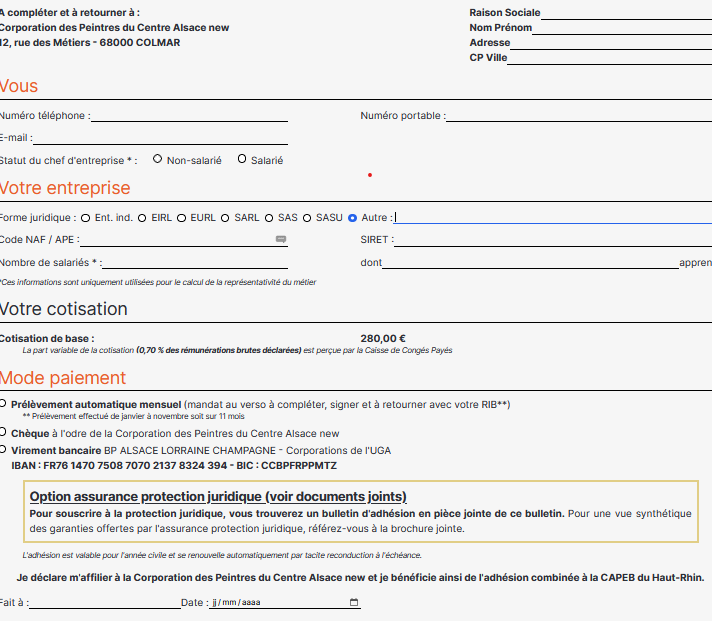 A compléter et à retourner à :
Corporation des Peintres du Centre Alsace new
12, rue des Métiers - 68000 COLMAR
Raison Sociale
Nom Prénom
Adresse
CP Ville
Vous
Numéro téléphone :
Numéro portable :
E-mail :
Statut du chef d'entreprise * : Non-salarié Salarié
Votre entreprise
Forme juridique : Ent. ind. EIRL EURL SARL SAS SASU Autre :
Code NAF / APE :
SIRET :
Nombre de salariés * :
dont appren
*Ces informations sont uniquement utilisées pour le calcul de la représentativité du métier
Votre cotisation
Cotisation de base : 280,00 €
La part variable de la cotisation (0,70 % des rémunérations brutes déclarées) est perçue par la Caisse de Congés Payés
Mode paiement
Prélèvement automatique mensuel (mandat au verso à compléter, signer et à retourner avec votre RIB**)
** Prélèvement effectué de janvier à novembre soit sur 11 mois
Chèque à l'odre de la Corporation des Peintres du Centre Alsace new
Virement bancaire BP ALSACE LORRAINE CHAMPAGNE - Corporations de l'UGA
IBAN : FR76 1470 7508 7070 2137 8324 394 - BIC : CCBPFRPPMTZ
Option assurance protection juridique (voir documents joints)
Pour souscrire à la protection juridique, vous trouverez un bulletin d'adhésion en pièce jointe de ce bulletin. Pour une vue synthétique
des garanties offertes par l'assurance protection juridique, référez-vous à la brochure jointe.
L'adhésion est valable pour l'année civile et se renouvelle automatiquement par tacite reconduction à l'échéance.
Je déclare m'affilier à la Corporation des Peintres du Centre Alsace new et je bénéficie ainsi de l'adhésion combinée à la CAPEB du Haut-Rhin.
Fait à : Date : jj / mm / aaaa